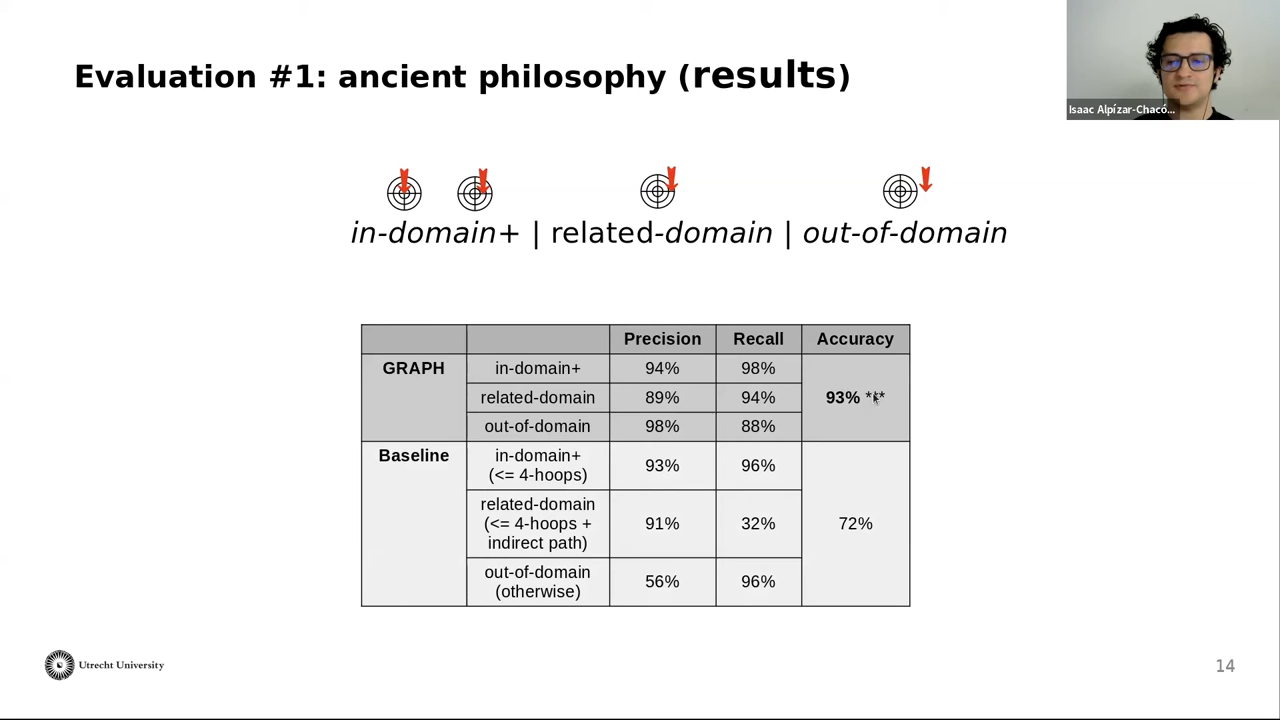 Evaluation #1: ancient philosophy (results)
Isaac Alpízar-Chacó...
in-domain+ | related-domain | out-of-domain
Precision Recall Accuracy
GRAPH in-domain+ 94% 98% 93% ***
related-domain 89% 94%
out-of-domain 98% 88%
Baseline in-domain+
(<= 4-hoops) 93% 96% 72%
related-domain
(<= 4-hoops +
indirect path) 91% 32%
out-of-domain
(otherwise) 56% 96%
Utrecht University
14